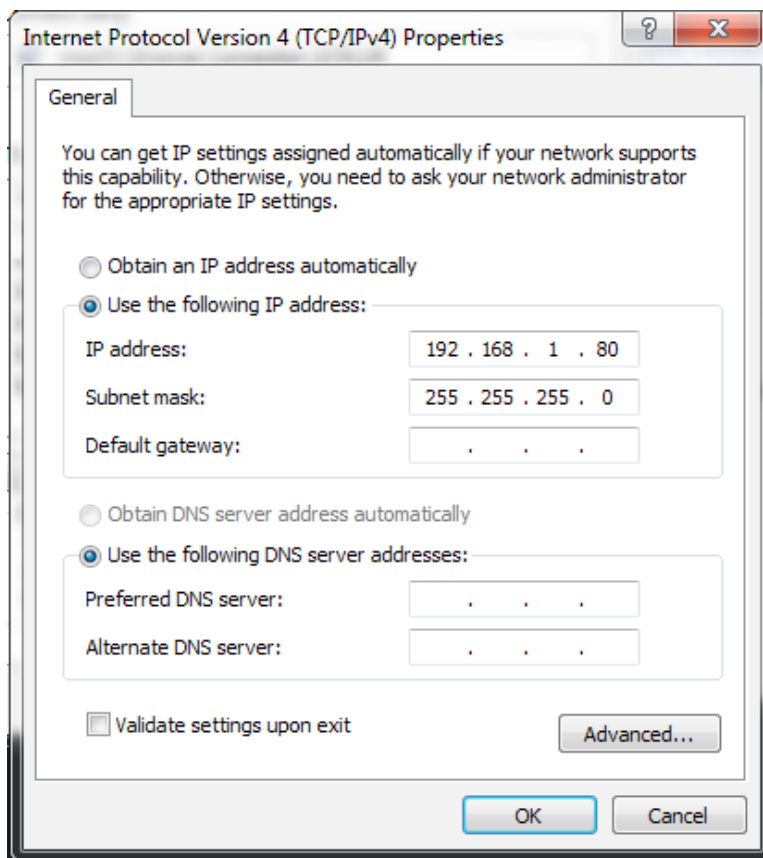 Internet Protocol Version 4 (TCP/IPv4) Properties
General
You can get IP settings assigned automatically if your network supports
this capability. Otherwise, you need to ask your network administrator
for the appropriate IP settings.
Obtain an IP address automatically
Use the following IP address:
IP address: 192 . 168 . 1 . 80
Subnet mask: 255 . 255 . 255 . 0
Default gateway: . . .
Obtain DNS server address automatically
Use the following DNS server addresses:
Preferred DNS server: . . .
Alternate DNS server: . . .
Validate settings upon exit
Advanced...
OK Cancel